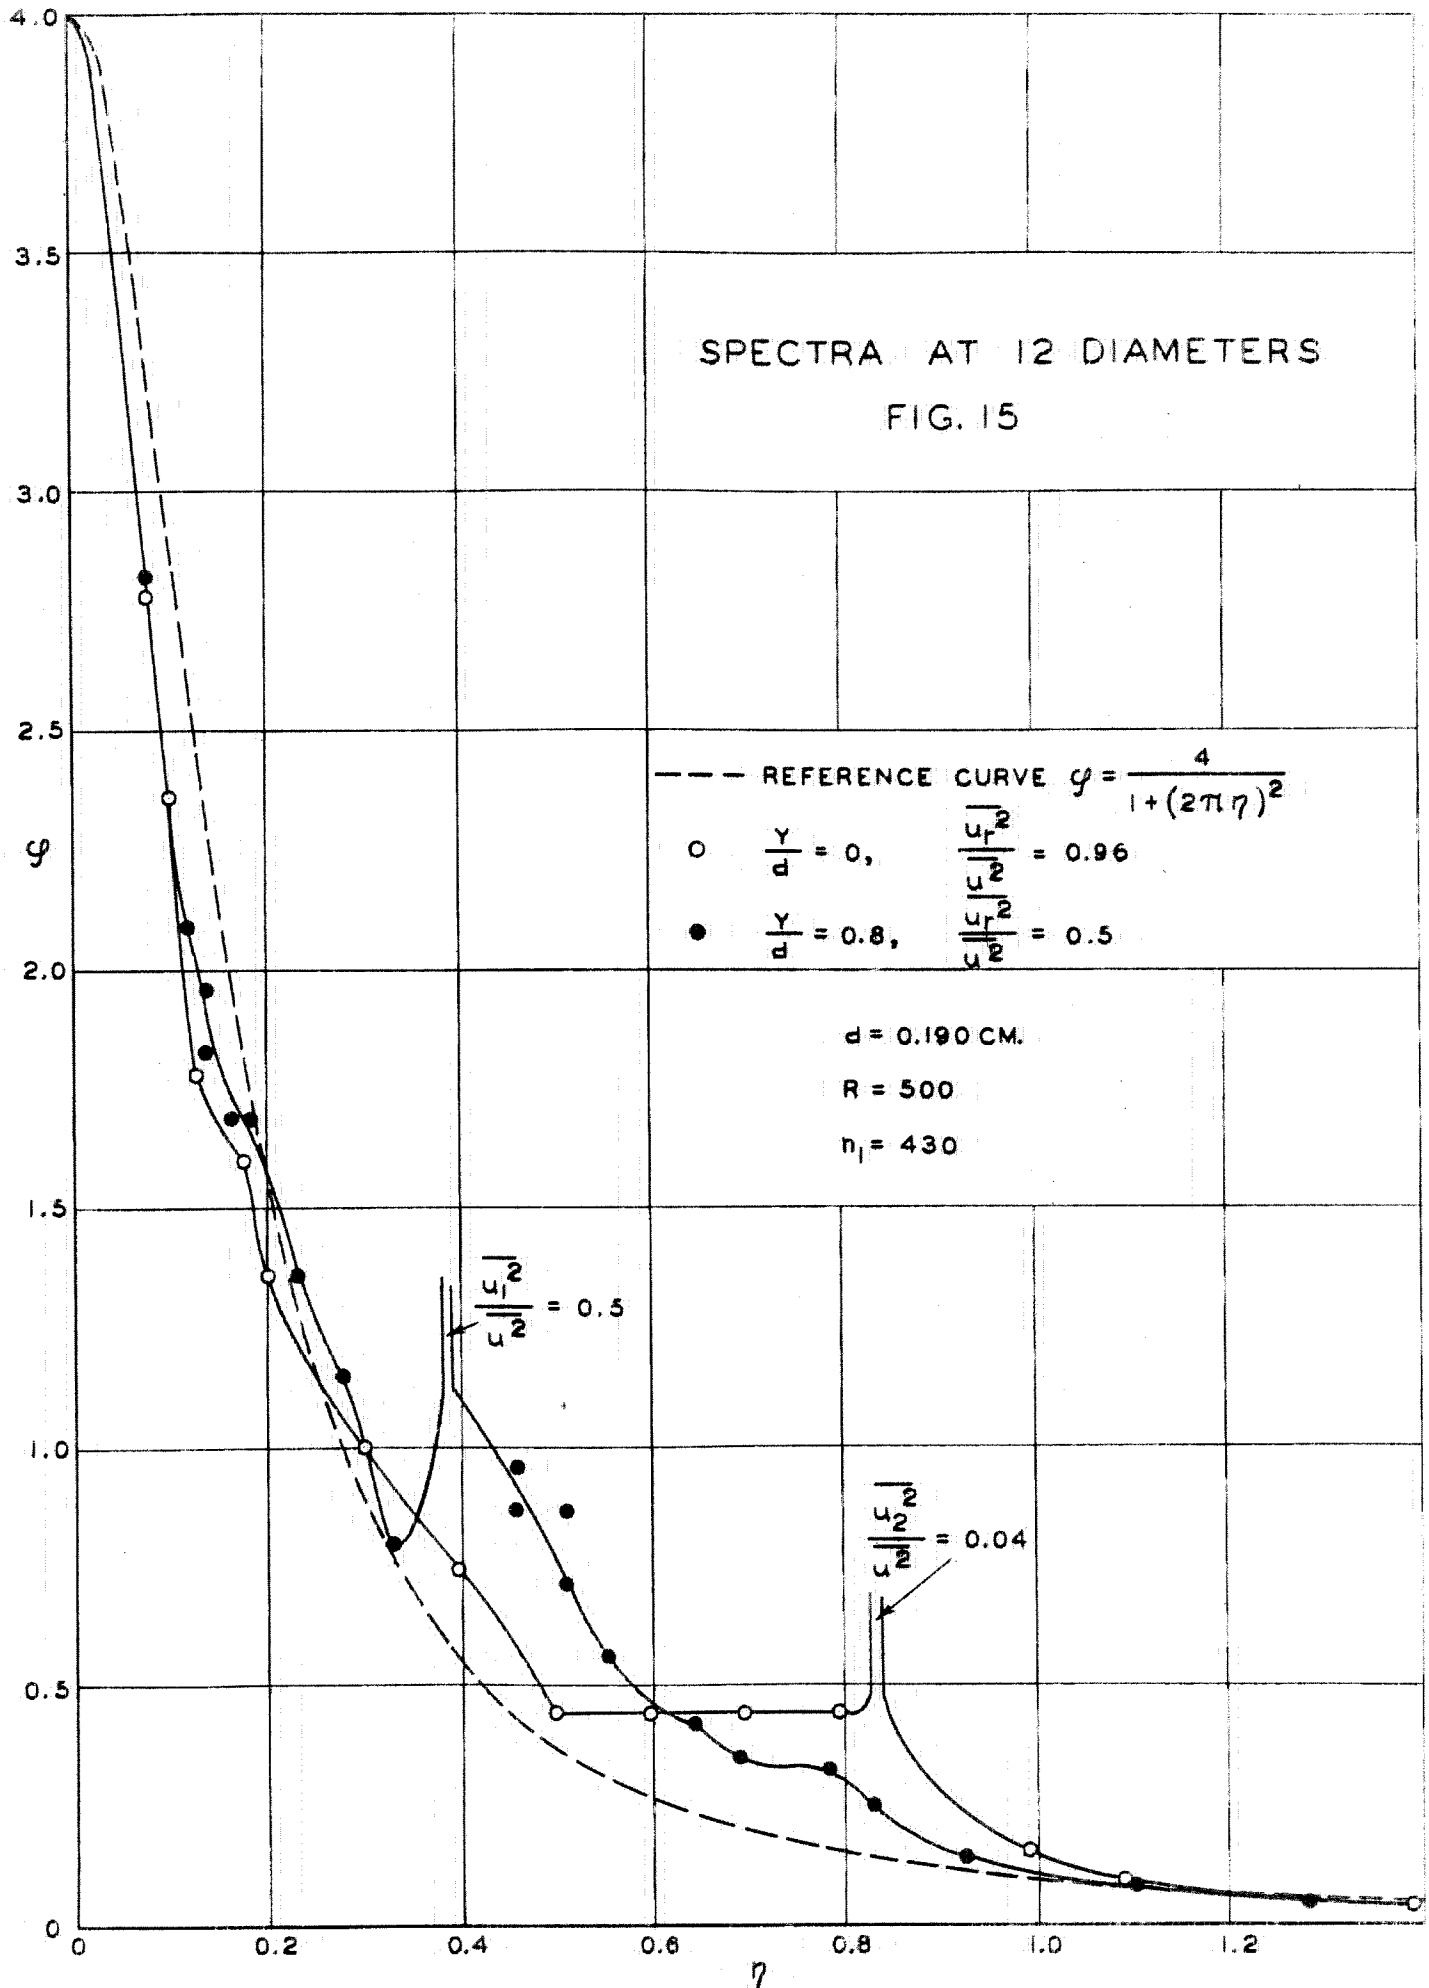 4.0
3.5
3.0
2.5
2.0
1.5
1.0
0.5
0
φ
SPECTRA AT 12 DIAMETERS
FIG. 15
--- REFERENCE CURVE φ = 4 / 1+(2πη)²
○ Y/d = 0, u_r²/u² = 0.96
● Y/d = 0.8, u_r²/u² = 0.5
d = 0.190 CM.
R = 500
n₁ = 430
u₁²/u² = 0.5
u₂²/u² = 0.04
0 0.2 0.4 0.6 0.8 1.0 1.2
η